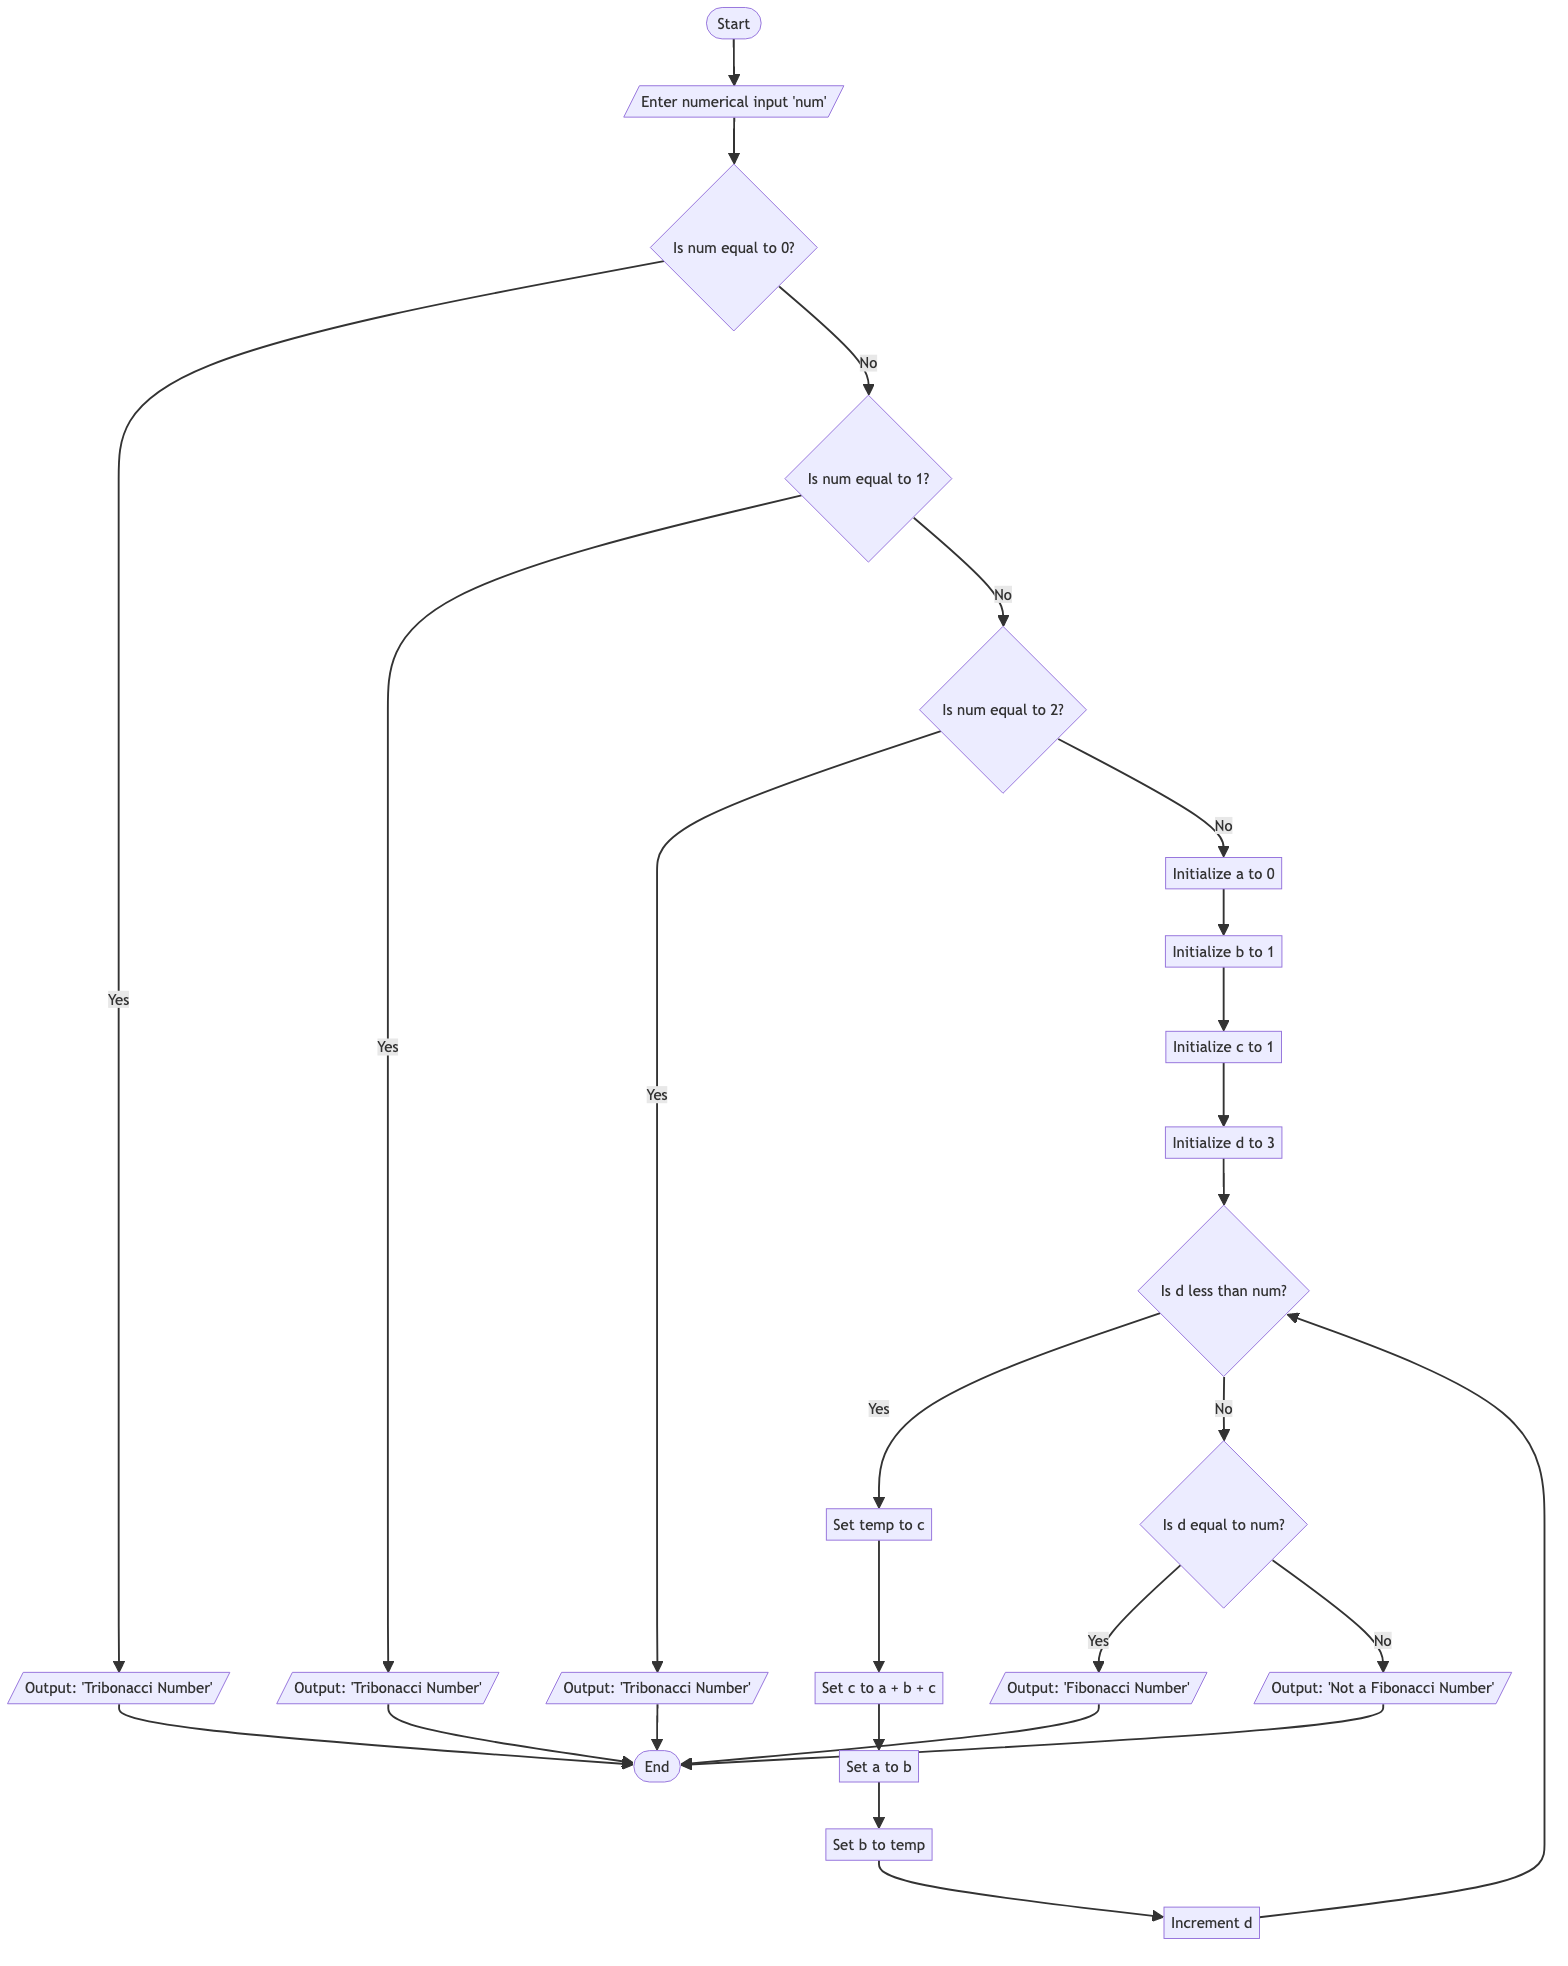 Start
Enter numerical input 'num'
Is num equal to 0?
No
Is num equal to 1?
No
Is num equal to 2?
No
Initialize a to 0
Initialize b to 1
Yes
Initialize c to 1
Yes
Yes
Initialize d to 3
Is d less than num?
Yes
No
Set temp to c
Is d equal to num?
Yes
No
Output: 'Tribonacci Number'
Output: 'Tribonacci Number'
Output: 'Tribonacci Number'
Set c to a + b + c
Output: 'Fibonacci Number'
Output: 'Not a Fibonacci Number'
End
Set a to b
Set b to temp
Increment d